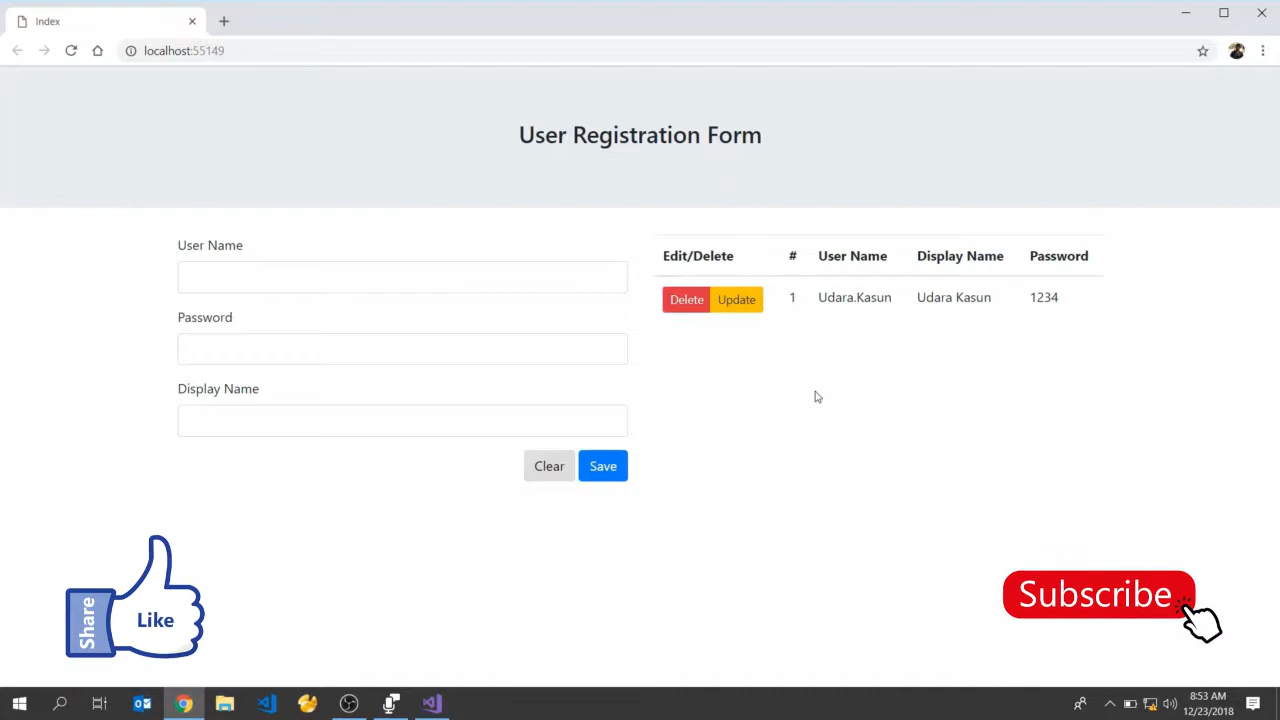 Index
localhost:55149
User Registration Form
User Name
Password
Display Name
Clear Save
Edit/Delete # User Name Display Name Password
Delete Update 1 Udara.Kasun Udara Kasun 1234
Share
Like
Subscribe
8:53 AM
12/23/2018